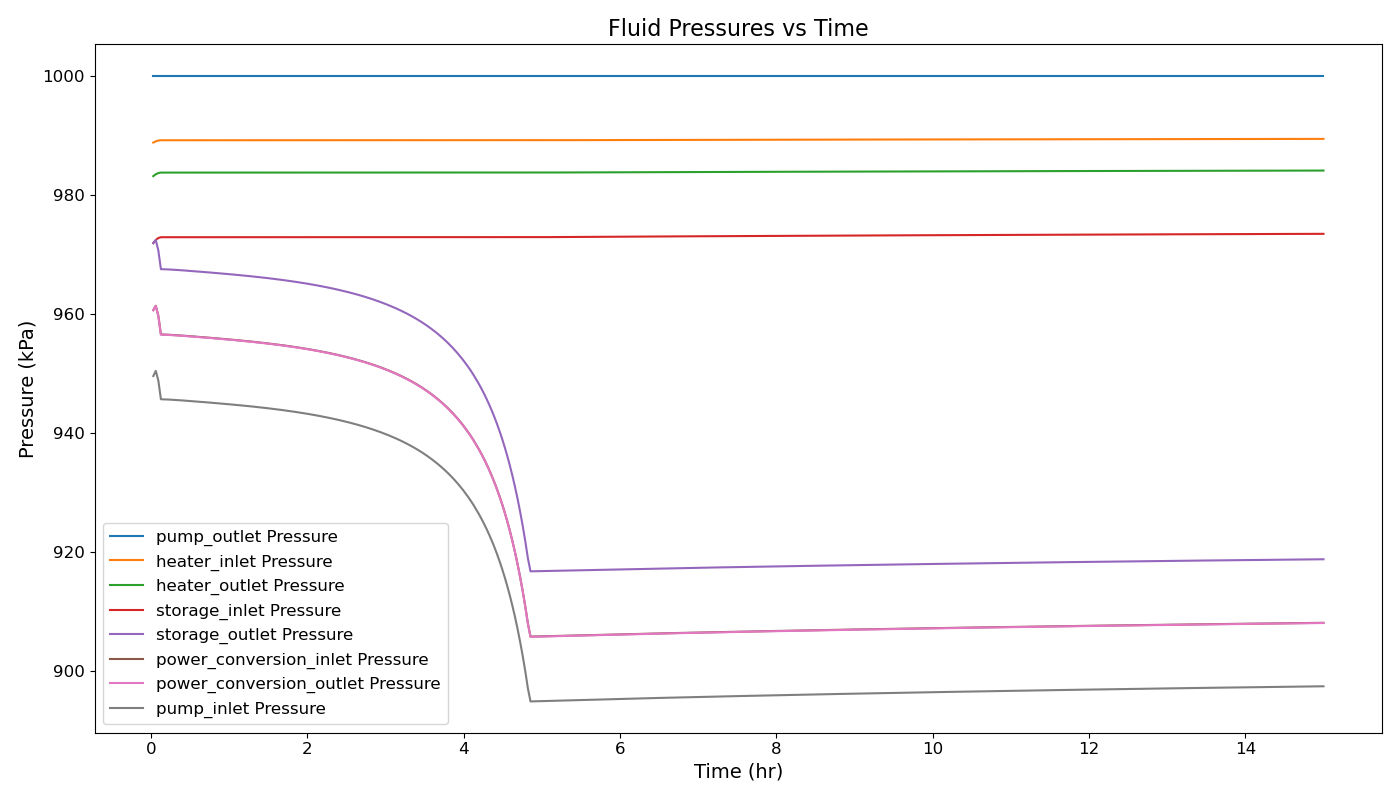 Fluid Pressures vs Time
Pressure (kPa)
1000
980
960
940
920
900
pump_outlet Pressure
heater_inlet Pressure
heater_outlet Pressure
storage_inlet Pressure
storage_outlet Pressure
power_conversion_inlet Pressure
power_conversion_outlet Pressure
pump_inlet Pressure
0 2 4 6 8 10 12 14
Time (hr)